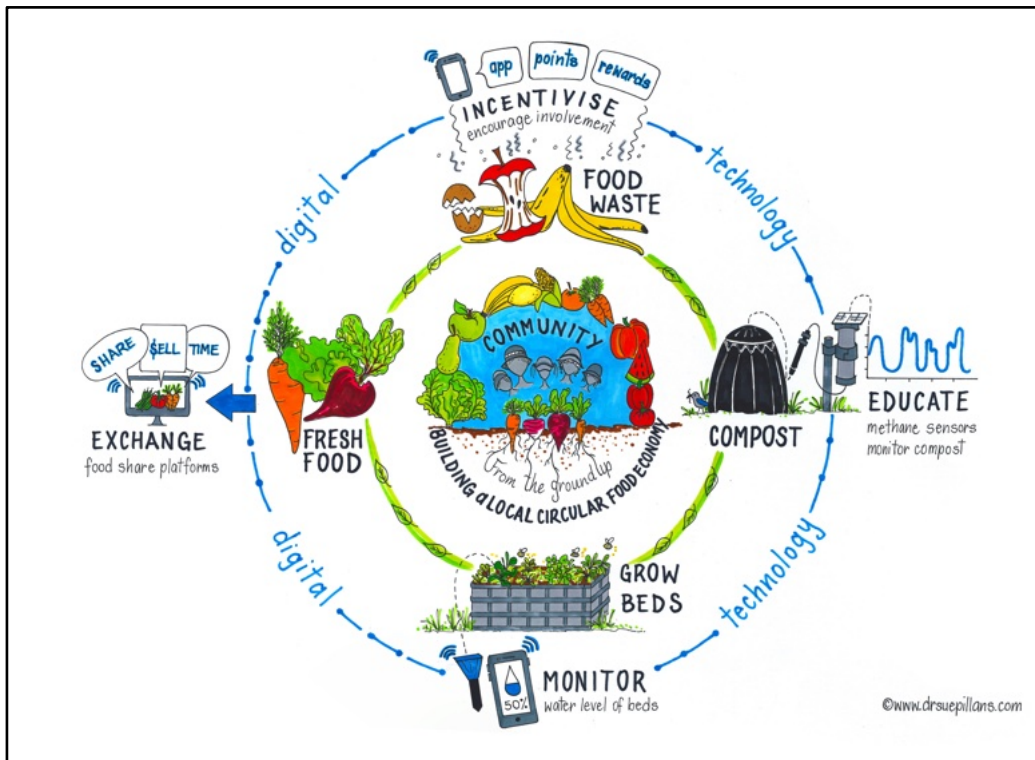 app
points
rewards
INCENTIVISE
encourage involvement
digital
technology
FOOD
WASTE
SHARE
$ELL
TIME
EXCHANGE
food share platforms
FRESH
FOOD
COMMUNITY
From the ground up
BUILDING a LOCAL CIRCULAR FOOD ECONOMY
COMPOST
EDUCATE
methane sensors
monitor compost
digital
technology
GROW
BEDS
50%
MONITOR
water level of beds
©www.drsuepillans.com